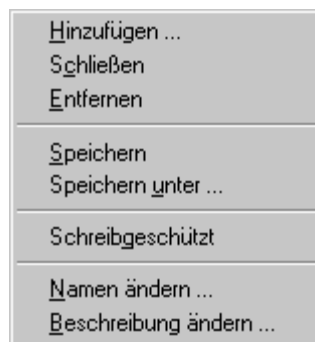 Hinzufügen ...
Schließen
Entfernen
Speichern
Speichern unter ...
Schreibgeschützt
Namen ändern ...
Beschreibung ändern ...